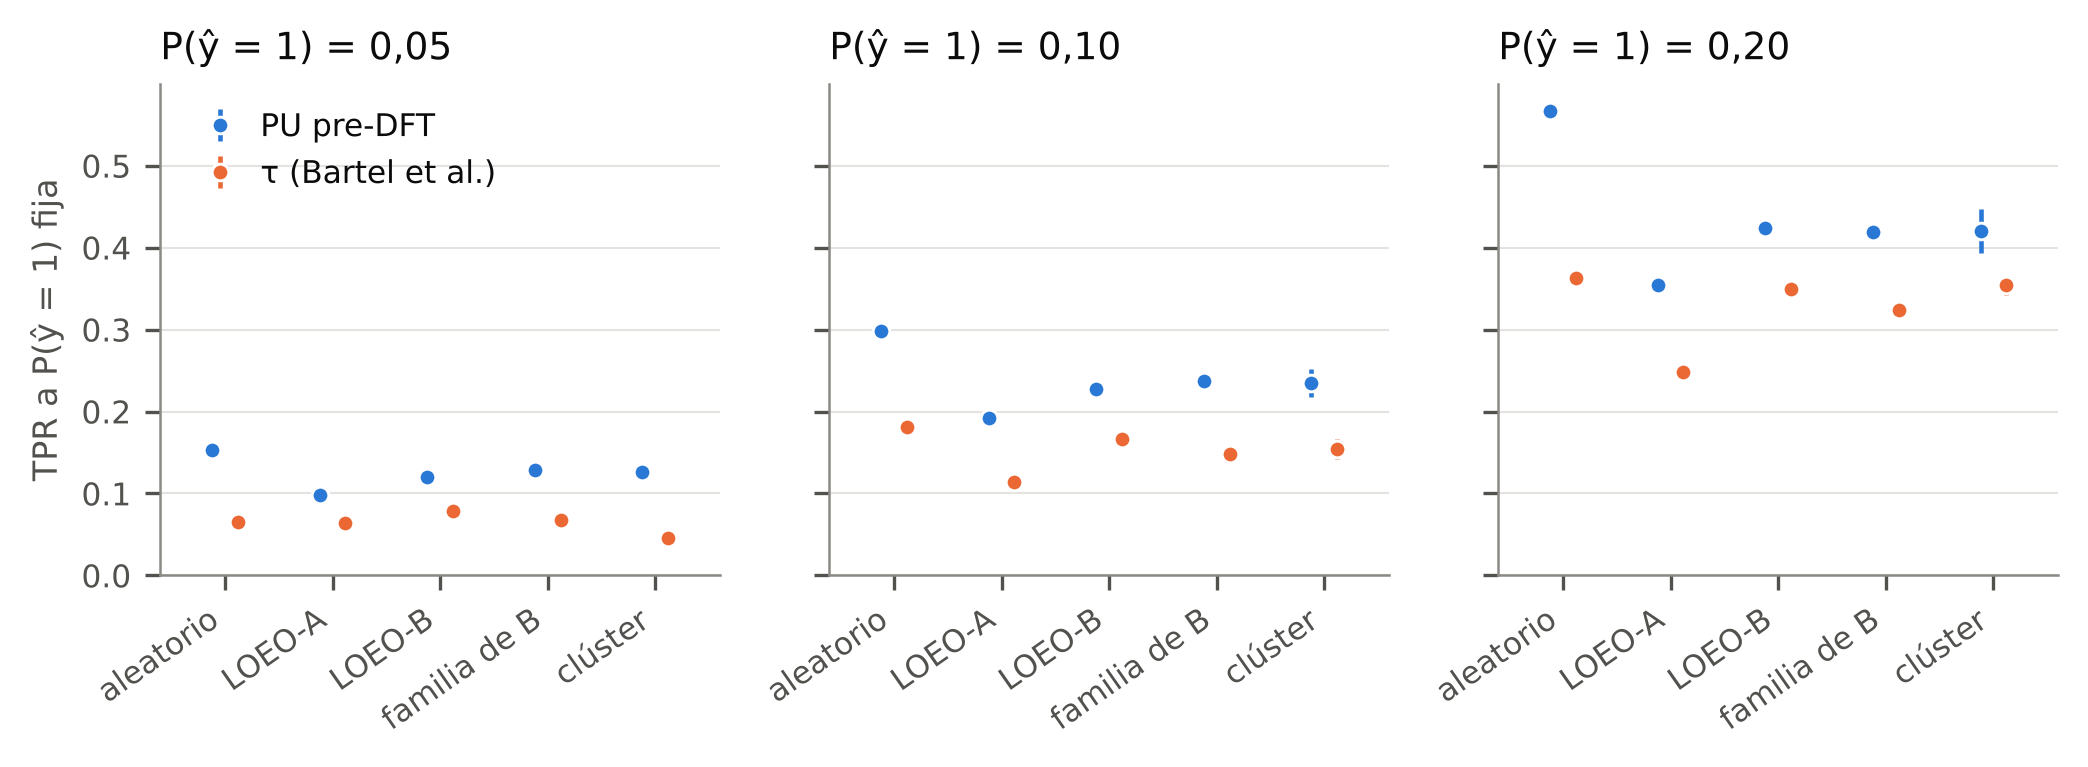 P(ŷ = 1) = 0,05
P(ŷ = 1) = 0,10
P(ŷ = 1) = 0,20
PU pre-DFT
τ (Bartel et al.)
TPR a P(ŷ = 1) fija
0.5
0.4
0.3
0.2
0.1
0.0
aleatorio
LOEO-A
LOEO-B
familia de B
clúster
aleatorio
LOEO-A
LOEO-B
familia de B
clúster
aleatorio
LOEO-A
LOEO-B
familia de B
clúster